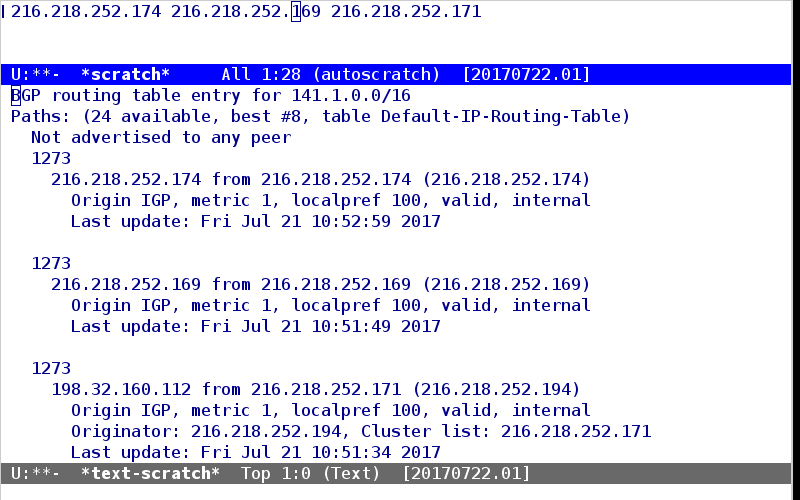 216.218.252.174 216.218.252.169 216.218.252.171
U:**-  *scratch*     All 1:28 (autoscratch)  [20170722.01]
BGP routing table entry for 141.1.0.0/16
Paths: (24 available, best #8, table Default-IP-Routing-Table)
  Not advertised to any peer
  1273
    216.218.252.174 from 216.218.252.174 (216.218.252.174)
      Origin IGP, metric 1, localpref 100, valid, internal
      Last update: Fri Jul 21 10:52:59 2017
  1273
    216.218.252.169 from 216.218.252.169 (216.218.252.169)
      Origin IGP, metric 1, localpref 100, valid, internal
      Last update: Fri Jul 21 10:51:49 2017
  1273
    198.32.160.112 from 216.218.252.171 (216.218.252.194)
      Origin IGP, metric 1, localpref 100, valid, internal
      Originator: 216.218.252.194, Cluster list: 216.218.252.171
      Last update: Fri Jul 21 10:51:34 2017
U:**-  *text-scratch*  Top 1:0 (Text)  [20170722.01]